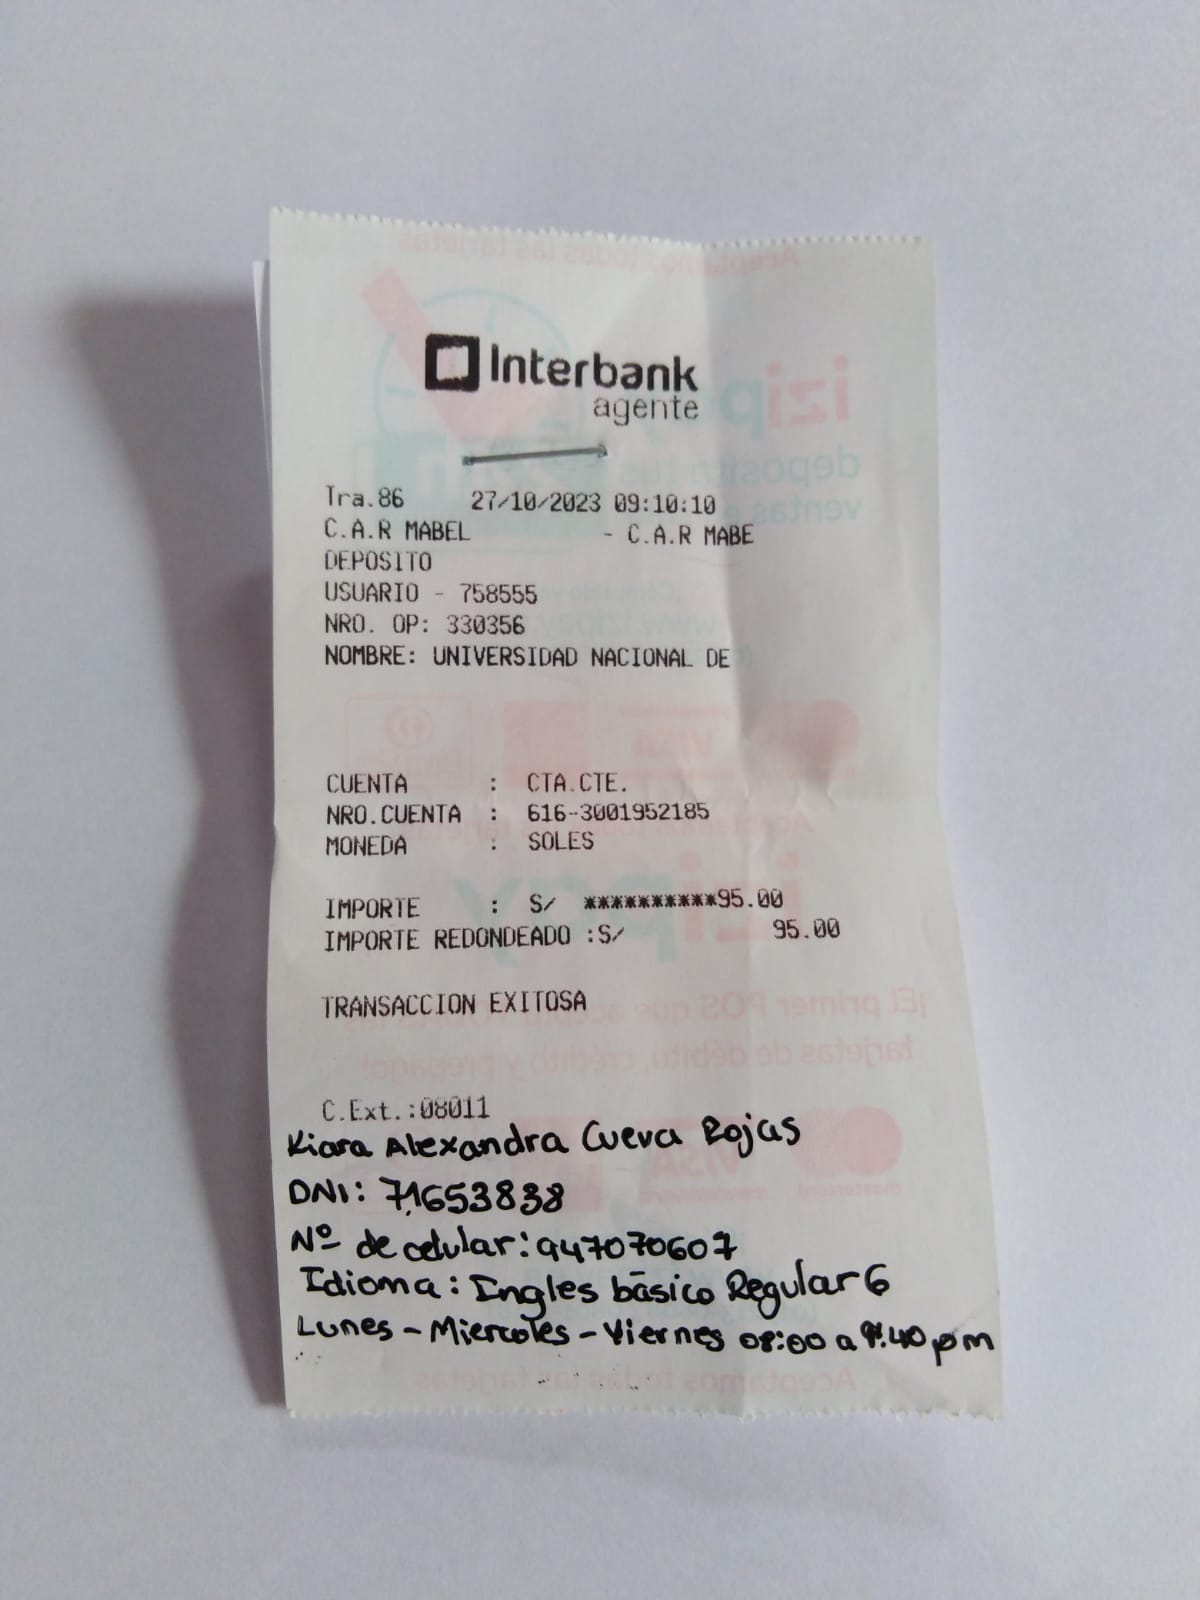 Interbank
agente
Tra.86 27/10/2023 09:10:10
C.A.R MABEL - C.A.R MABE
DEPOSITO
USUARIO - 758555
NRO. OP: 330356
NOMBRE: UNIVERSIDAD NACIONAL DE
CUENTA : CTA.CTE.
NRO.CUENTA : 616-3001952185
MONEDA : SOLES
IMPORTE : S/ **********95.00
IMPORTE REDONDEADO :S/ 95.00
TRANSACCION EXITOSA
C.Ext.:08011
Kiara Alexandra Cueva Rojas
DNI: 71653838
Nº de celular: 947070607
Idioma: Ingles básico Regular 6
Lunes - Miercoles - Viernes 08:00 a 9:40 pm